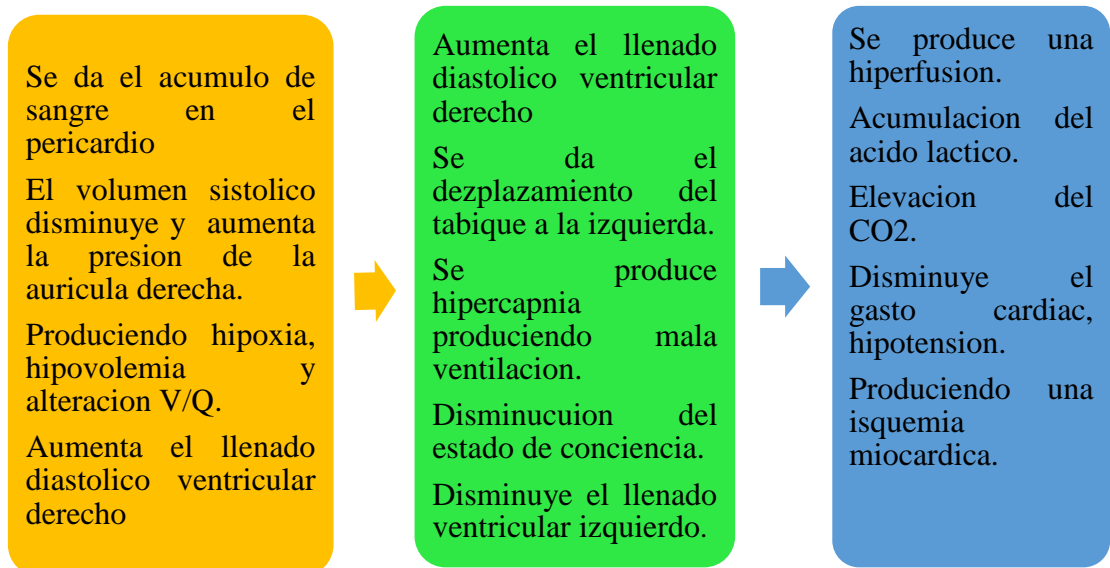 Se da el acumulo de
sangre en el
pericardio
El volumen sistolico
disminuye y aumenta
la presion de la
auricula derecha.
Produciendo hipoxia,
hipovolemia y
alteracion V/Q.
Aumenta el llenado
diastolico ventricular
derecho
Aumenta el llenado
diastolico ventricular
derecho
Se da el
dezplazamiento del
tabique a la izquierda.
Se produce
hipercapnia
produciendo mala
ventilacion.
Disminucuion del
estado de conciencia.
Disminuye el llenado
ventricular izquierdo.
Se produce una
hiperfusion.
Acumulacion del
acido lactico.
Elevacion del
CO2.
Disminuye el
gasto cardiac,
hipotension.
Produciendo una
isquemia
miocardica.